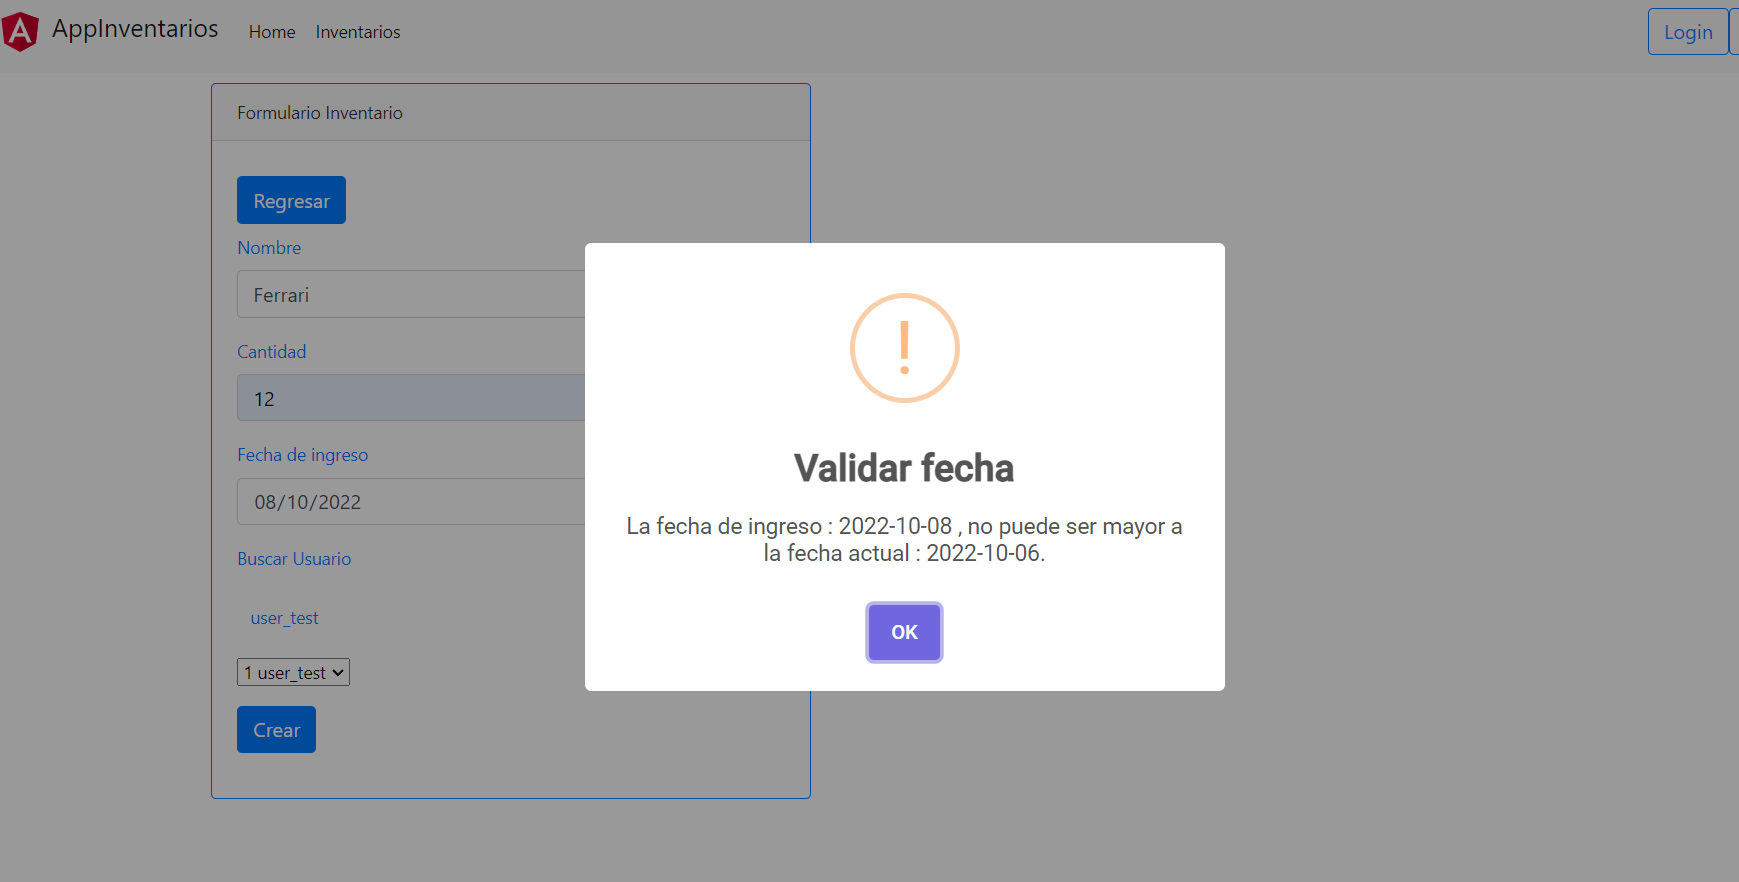 AppInventarios Home Inventarios Login
Formulario Inventario
Regresar
Nombre
Ferrari
Cantidad
12
Fecha de ingreso
08/10/2022
Buscar Usuario
user_test
1 user_test
Crear
!
Validar fecha
La fecha de ingreso : 2022-10-08 , no puede ser mayor a
la fecha actual : 2022-10-06.
OK